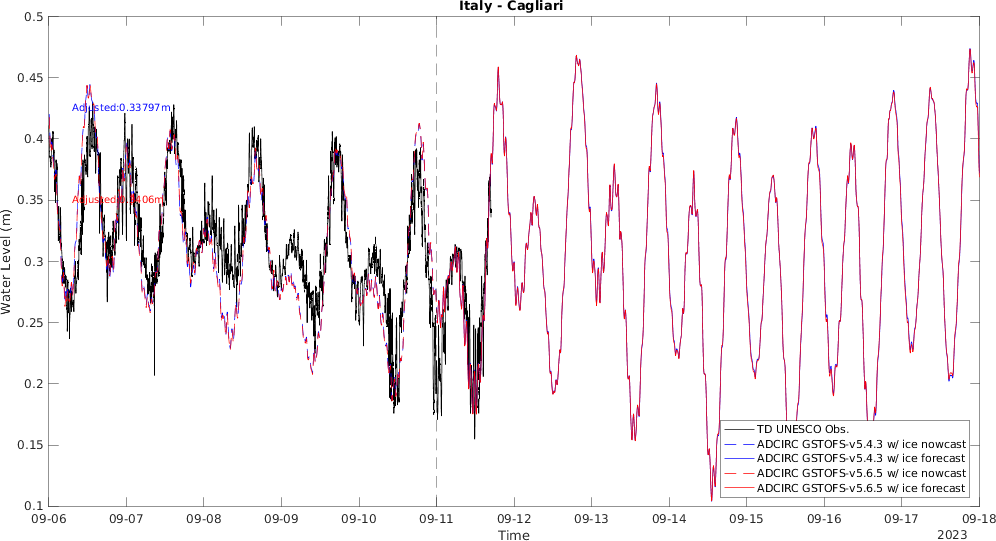 Italy - Cagliari
0.5
0.45
0.4
0.35
0.3
0.25
0.2
0.15
0.1
Water Level (m)
Adjusted:0.33797m
TD UNESCO Obs.
ADCIRC GSTOFS-v5.4.3 w/ ice nowcast
ADCIRC GSTOFS-v5.4.3 w/ ice forecast
ADCIRC GSTOFS-v5.6.5 w/ ice nowcast
ADCIRC GSTOFS-v5.6.5 w/ ice forecast
09-06 09-07 09-08 09-09 09-10 09-11 09-12 09-13 09-14 09-15 09-16 09-17 09-18
Time
2023